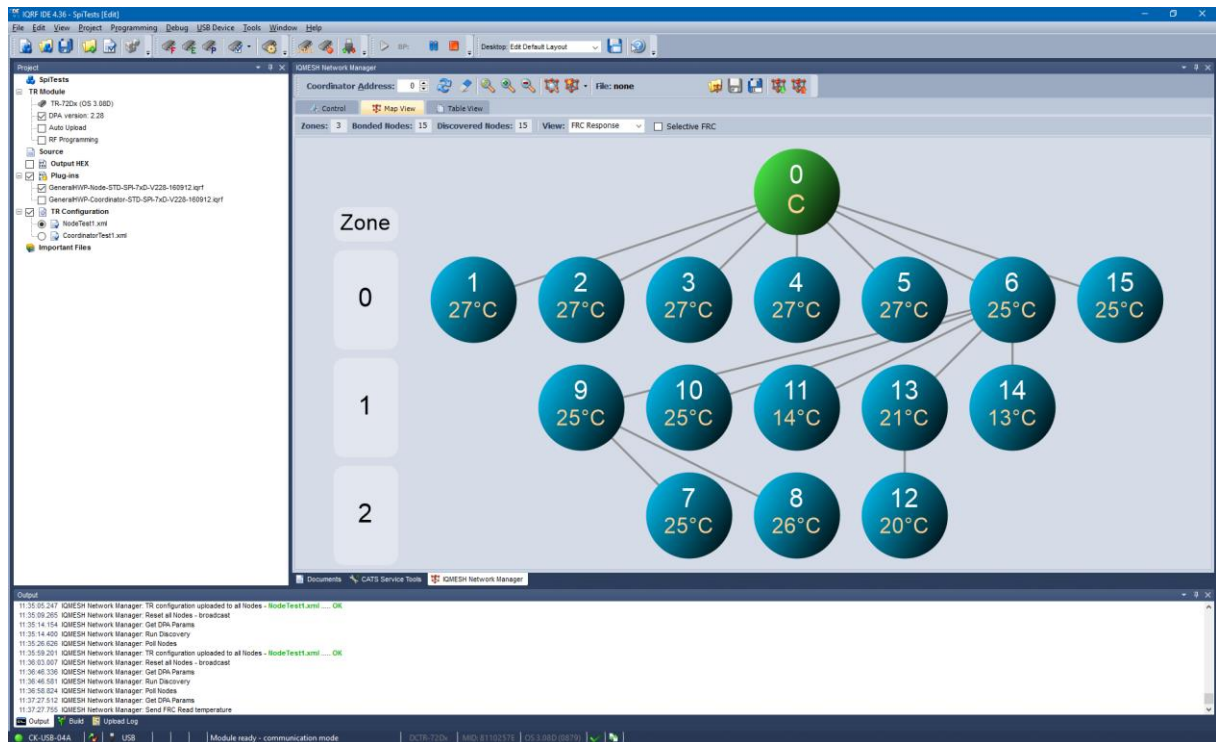 IQRF IDE 4.36 - SpiTests [Edit]
File Edit View Project Programming Debug USB Device Tools Window Help
BP:
Desktop: Edit Default Layout
Project
SpiTests
TR Module
TR-72Dx (OS 3.08D)
DPA version: 2.28
Auto Upload
RF Programming
Source
Output HEX
Plug-ins
GeneralHWP-Node-STD-SPI-7xD-V228-160912.iqrf
GeneralHWP-Coordinator-STD-SPI-7xD-V228-160912.iqrf
TR Configuration
NodeTest1.xml
CoordinatorTest1.xml
Important Files
IQMESH Network Manager
Coordinator Address: 0 File: none
Control Map View Table View
Zones: 3 Bonded Nodes: 15 Discovered Nodes: 15 View: FRC Response Selective FRC
0
C
Zone
0
1 2 3 4 5 6 15
27°C 27°C 27°C 27°C 27°C 25°C 25°C
1
9 10 11 13 14
25°C 25°C 14°C 21°C 13°C
2
7 8 12
25°C 26°C 20°C
Documents CATS Service Tools IQMESH Network Manager
Output
11:35:05.247 IQMESH Network Manager: TR configuration uploaded to all Nodes - NodeTest1.xml .... OK
11:35:09.265 IQMESH Network Manager: Reset all Nodes - broadcast
11:35:14.154 IQMESH Network Manager: Get DPA Params
11:35:14.400 IQMESH Network Manager: Run Discovery
11:35:26.626 IQMESH Network Manager: Poll Nodes
11:35:59.201 IQMESH Network Manager: TR configuration uploaded to all Nodes - NodeTest1.xml .... OK
11:36:03.007 IQMESH Network Manager: Reset all Nodes - broadcast
11:36:46.336 IQMESH Network Manager: Get DPA Params
11:36:46.581 IQMESH Network Manager: Run Discovery
11:36:58.824 IQMESH Network Manager: Poll Nodes
11:37:27.512 IQMESH Network Manager: Get DPA Params
11:37:27.755 IQMESH Network Manager: Send FRC Read temperature
Output Build Upload Log
CK-USB-04A USB Module ready - communication mode DCTR-72Dx MID: 8110257E OS 3.08D (0879)